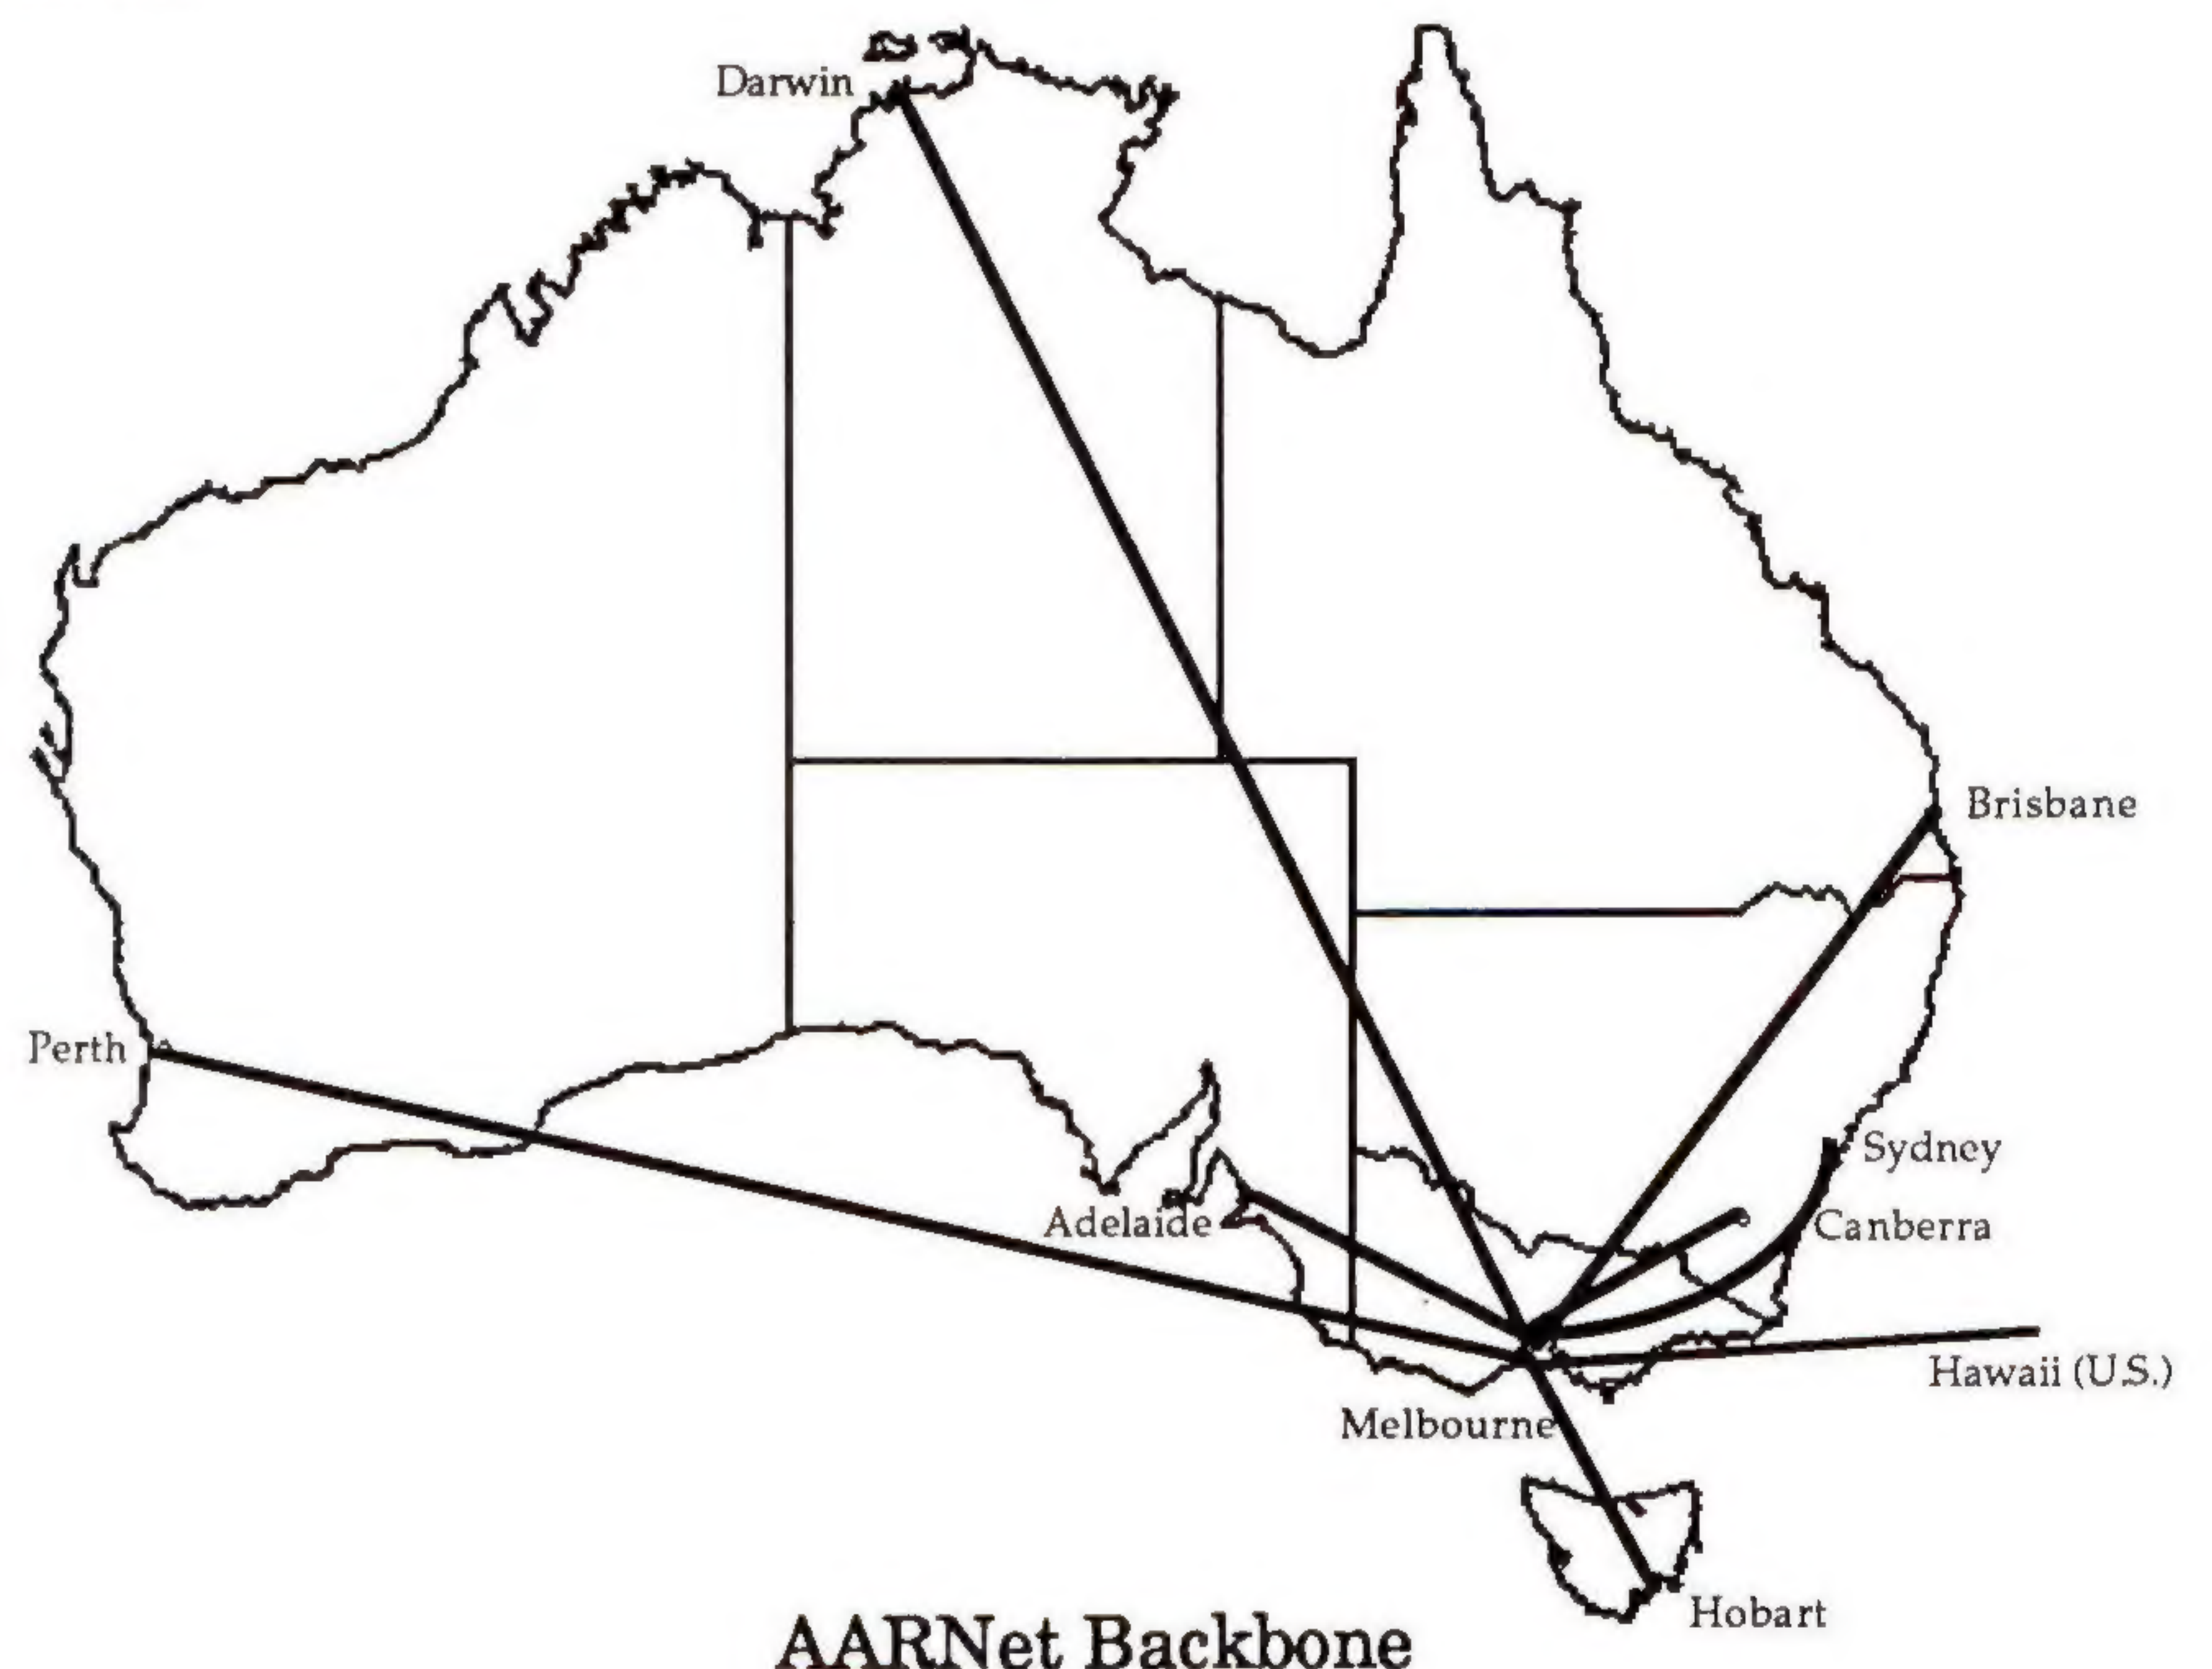 Darwin
Brisbane
Perth
Sydney
Adelaide
Canberra
Hawaii (U.S.)
Melbourne
Hobart
AARNet Backbone